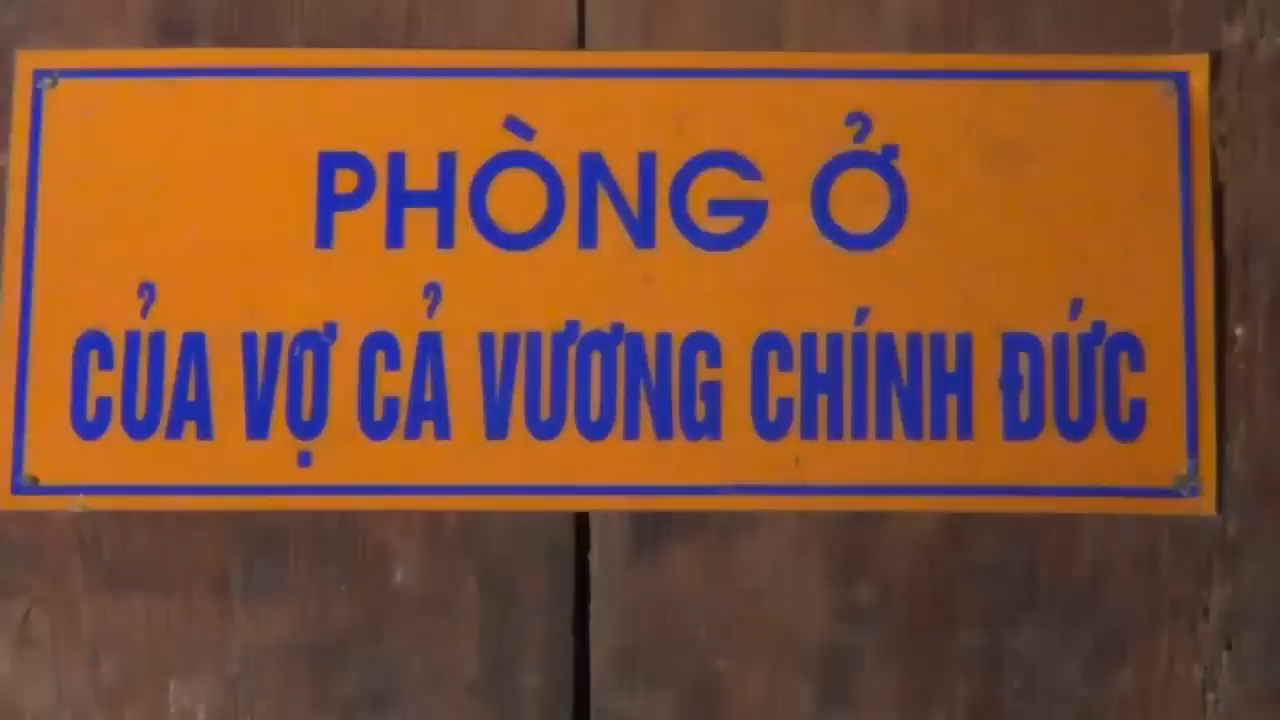 PHÒNG Ở
CỦA VỢ CẢ VƯƠNG CHÍNH ĐỨC